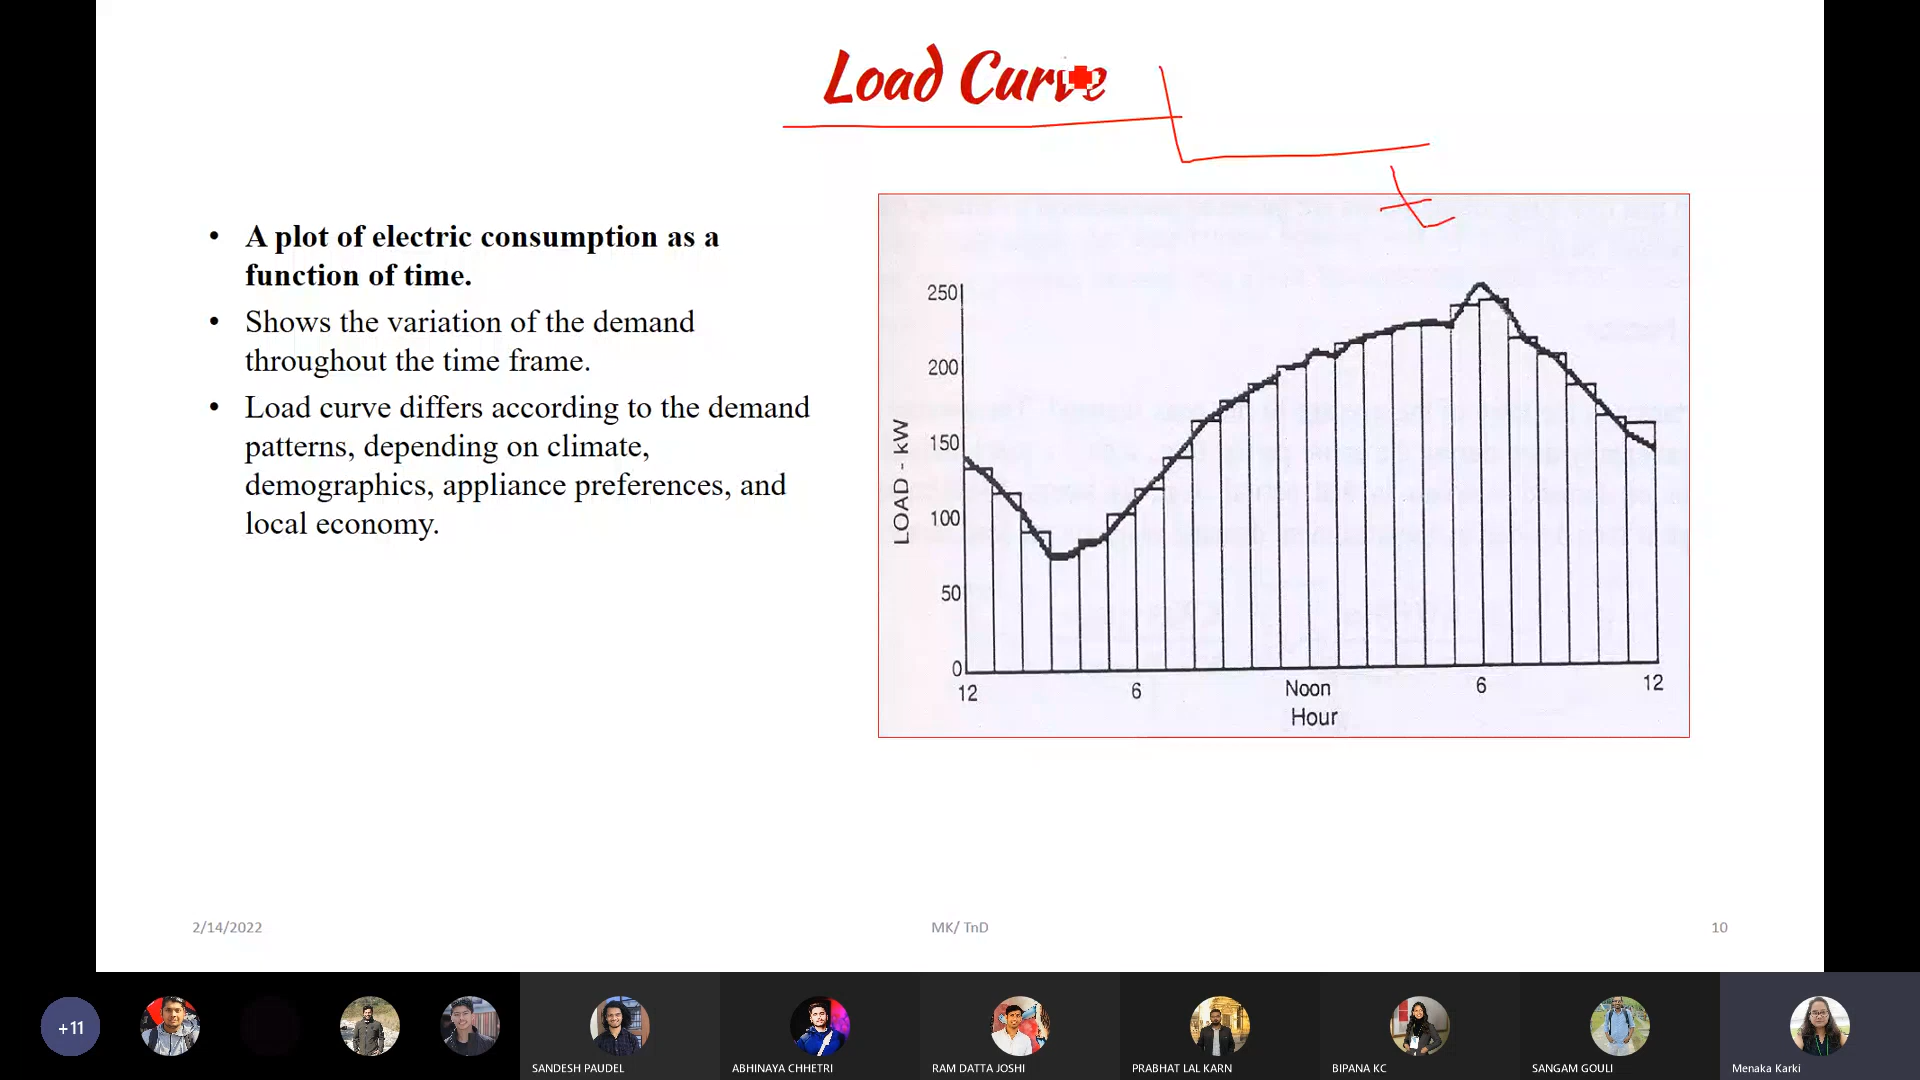 Load Curve
t
• A plot of electric consumption as a
function of time.
• Shows the variation of the demand
throughout the time frame.
• Load curve differs according to the demand
patterns, depending on climate,
demographics, appliance preferences, and
local economy.
250
200
150
100
50
0
LOAD - kW
12 6 Noon 6 12
Hour
2/14/2022 MK/ TnD 10
+11
SANDESH PAUDEL ABHINAYA CHHETRI RAM DATTA JOSHI PRABHAT LAL KARN BIPANA KC SANGAM GOULI Menaka Karki